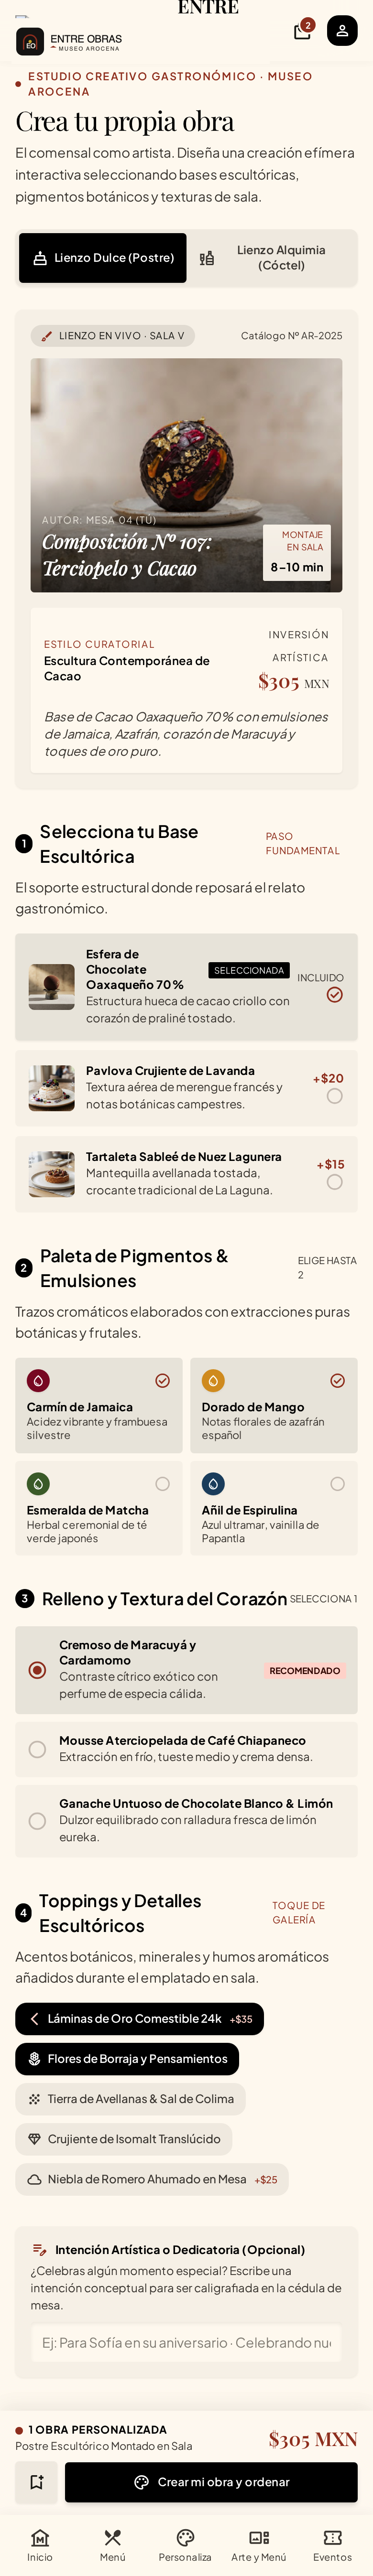 ENTRE
ÉO
ENTRE OBRAS
MUSEO AROCENA
2
ESTUDIO CREATIVO GASTRONÓMICO · MUSEO
AROCENA
Crea tu propia obra
El comensal como artista. Diseña una creación efímera
interactiva seleccionando bandas sonoras,
pigmentos botánicos y texturas de sala.
Lienzo Dulce (Postre)
Lienzo Alquimia
(Cóctel)
LIENZO EN VIVO · SALA V
Catálogo Nº AR-2025
AUTOR: MESA 04 (TÚ)
Composición Nº 107:
Terciopelo y Cacao
MONTAJE
EN SALA
8–10 min
ESTILO CURATORIAL
Escultura Contemporánea de
Cacao
INVERSIÓN
ARTÍSTICA
$305 MXN
Base de Cacao Oaxaqueño 70% con emulsiones
de Jamaica, Azafrán, corazón de Maracuyá y
toques de oro puro.
1
Selecciona tu Base
Escultórica
PASO
FUNDAMENTAL
El soporte estructural donde reposará el relato
gastronómico.
Esfera de
Chocolate
Oaxaqueño 70%
SELECCIONADA
Estructura hueca de cacao criollo con
corazón de praliné tostado.
INCLUIDO
Pavlova Crujiente de Lavanda
Textura aérea de merengue francés y
notas botánicas campestres.
+$20
Tartaleta Sableé de Nuez Lagunera
Mantequilla avellanada tostada,
crocante tradicional de La Laguna.
+$15
2
Paleta de Pigmentos &
Emulsiones
ELIGE HASTA
2
Trazos cromáticos elaborados con extracciones puras
botánicas y frutales.
Carmín de Jamaica
Acidez vibrante y frambuesa
silvestre
Dorado de Mango
Notas florales de azafrán
español
Esmeralda de Matcha
Herbal ceremonial de té
verde japonés
Añil de Espirulina
Azul ultramar, vainilla de
Papantla
3
Relleno y Textura del Corazón
SELECCIONA 1
Cremoso de Maracuyá y
Cardamomo
Contraste cítrico exótico con
perfume de especia cálida.
RECOMENDADO
Mousse Aterciopelada de Café Chiapaneco
Extracción en frío, tueste medio y crema densa.
Ganache Untuoso de Chocolate Blanco & Limón
Dulzor equilibrado con ralladura fresca de limón
eureka.
4
Toppings y Detalles
Escultóricos
TOQUE DE
GALERÍA
Acentos botánicos, minerales y humos aromáticos
añadidos durante el emplatado en sala.
Láminas de Oro Comestible 24k +$35
Flores de Borraja y Pensamientos
Tierra de Avellanas & Sal de Colima
Crujiente de Isomalt Translúcido
Niebla de Romero Ahumado en Mesa +$25
Intención Artística o Dedicatoria (Opcional)
¿Celebras algún momento especial? Escribe una
intención conceptual para ser caligrafiada en la cédula de
mesa.
Ej: Para Sofía en su aniversario · Celebrando nue
1 OBRA PERSONALIZADA
Postre Escultórico Montado en Sala
$305 MXN
Crear mi obra y ordenar
Inicio
Menú
Personaliza
Arte y Menú
Eventos